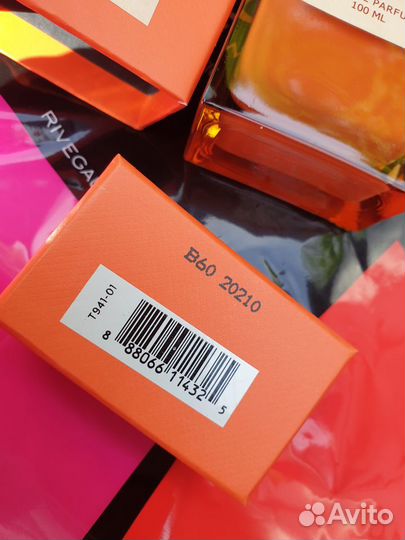 PARFU
100 ML
RIVEGA
B60 20210
T941-01
8 88066 11432 5
Avito